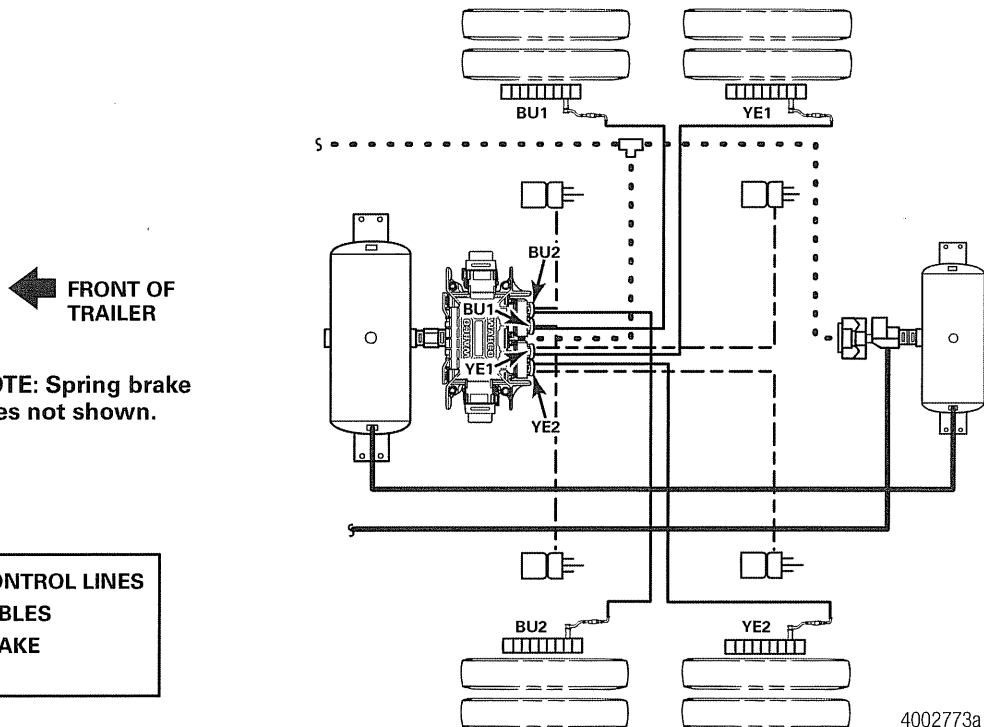 BU1
YE1
FRONT OF
TRAILER
BU2
BU1
YE1
YE2
OTE: Spring brake
es not shown.
ONTROL LINES
BLES
AKE
BU2
YE2
4002773a